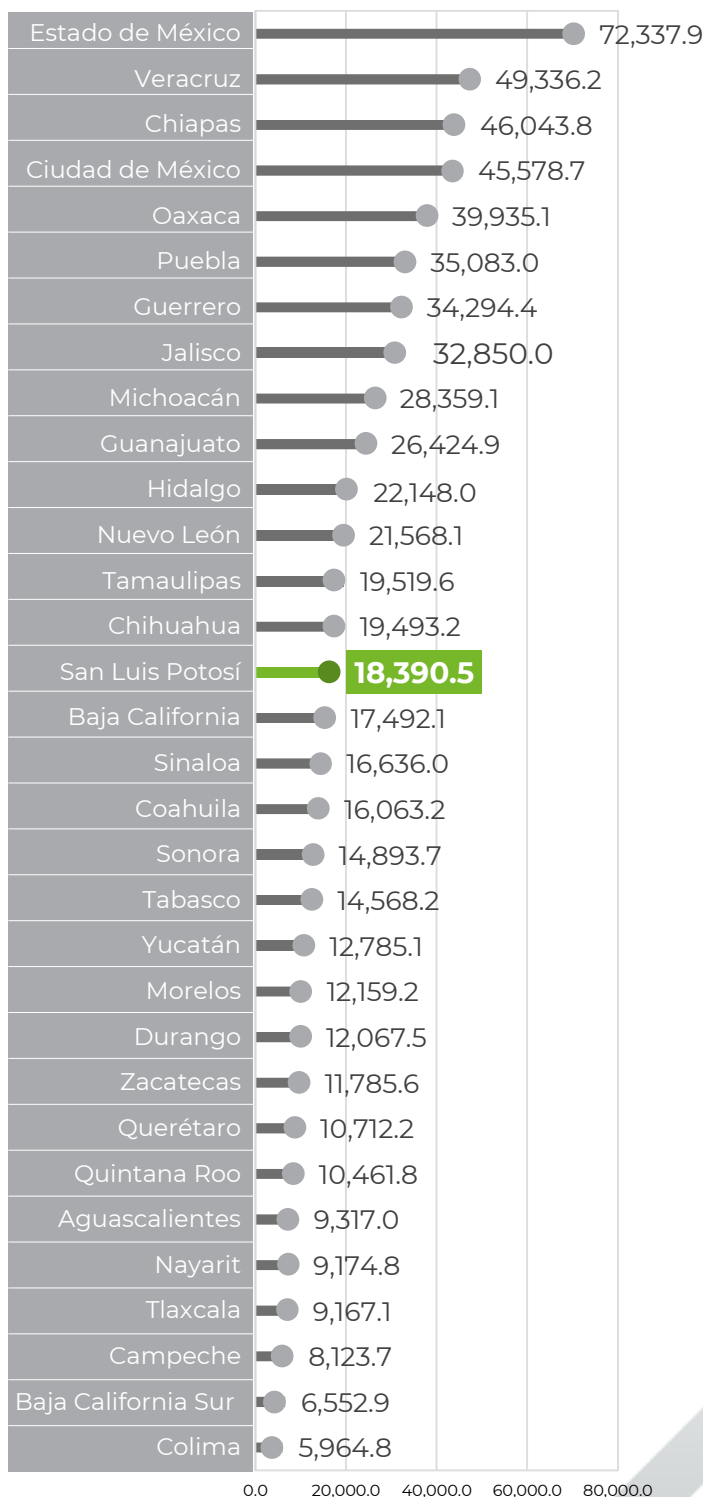 Estado de México 72,337.9
Veracruz 49,336.2
Chiapas 46,043.8
Ciudad de México 45,578.7
Oaxaca 39,935.1
Puebla 35,083.0
Guerrero 34,294.4
Jalisco 32,850.0
Michoacán 28,359.1
Guanajuato 26,424.9
Hidalgo 22,148.0
Nuevo León 21,568.1
Tamaulipas 19,519.6
Chihuahua 19,493.2
San Luis Potosí 18,390.5
Baja California 17,492.1
Sinaloa 16,636.0
Coahuila 16,063.2
Sonora 14,893.7
Tabasco 14,568.2
Yucatán 12,785.1
Morelos 12,159.2
Durango 12,067.5
Zacatecas 11,785.6
Querétaro 10,712.2
Quintana Roo 10,461.8
Aguascalientes 9,317.0
Nayarit 9,174.8
Tlaxcala 9,167.1
Campeche 8,123.7
Baja California Sur 6,552.9
Colima 5,964.8
0.0 20,000.0 40,000.0 60,000.0 80,000.0